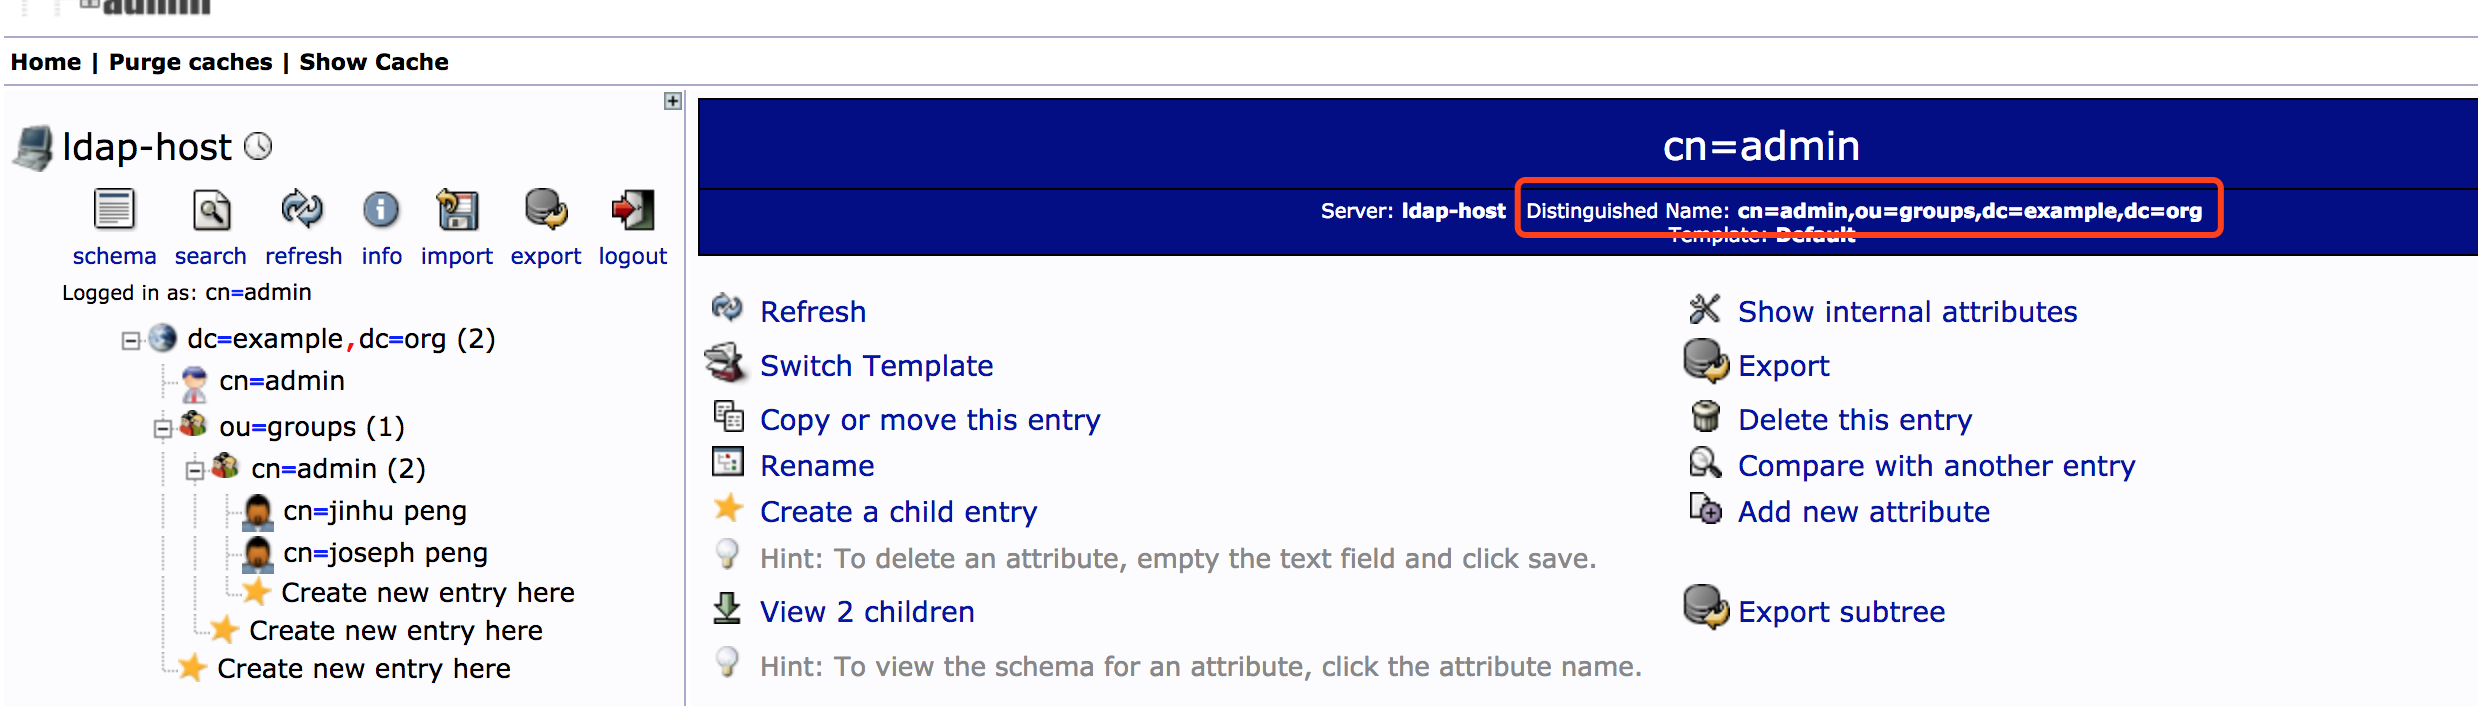 admin
Home | Purge caches | Show Cache
ldap-host
schema search refresh info import export logout
Logged in as: cn=admin
dc=example,dc=org (2)
cn=admin
ou=groups (1)
cn=admin (2)
cn=jinhu peng
cn=joseph peng
Create new entry here
Create new entry here
Create new entry here
cn=admin
Server: ldap-host Distinguished Name: cn=admin,ou=groups,dc=example,dc=org
Template: Default
Refresh
Show internal attributes
Switch Template
Export
Copy or move this entry
Delete this entry
Rename
Compare with another entry
Create a child entry
Add new attribute
Hint: To delete an attribute, empty the text field and click save.
View 2 children
Export subtree
Hint: To view the schema for an attribute, click the attribute name.